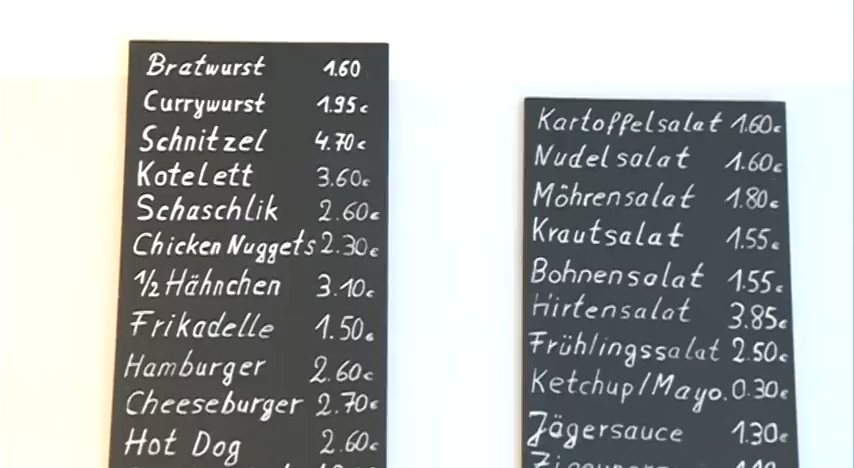 Bratwurst 1.60
Currywurst 1.95€
Schnitzel 4.70€
Kotelett 3.60€
Schaschlik 2.60€
Chicken Nuggets 2.30€
1/2 Hähnchen 3.10€
Frikadelle 1.50€
Hamburger 2.60€
Cheeseburger 2.70€
Hot Dog 2.60€
Kartoffelsalat 1.60€
Nudelsalat 1.60€
Möhrensalat 1.80€
Krautsalat 1.55€
Bohnensalat 1.55€
Hirtensalat 3.85€
Frühlingssalat 2.50€
Ketchup/Mayo. 0.30€
Jägersauce 1.30€